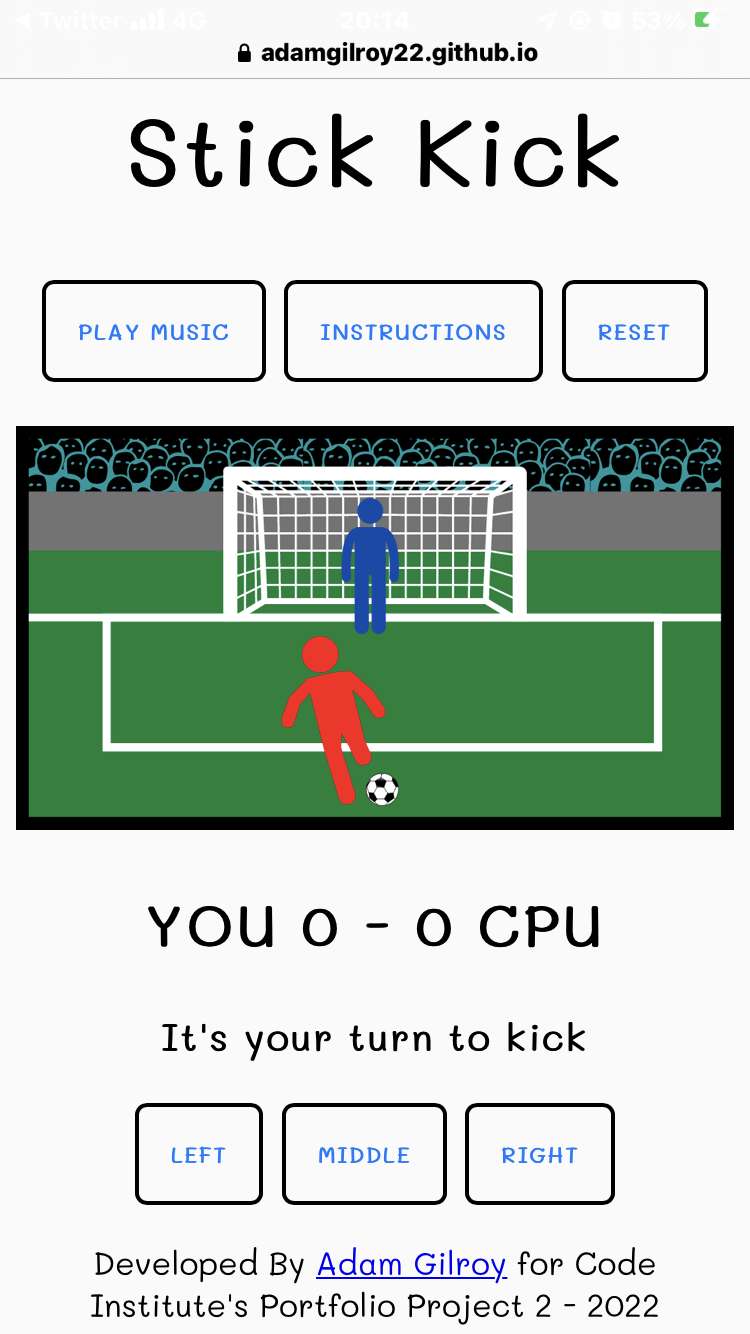 Twitter 4G 20:14 53%
adamgilroy22.github.io
Stick Kick
PLAY MUSIC INSTRUCTIONS RESET
YOU 0 - 0 CPU
It's your turn to kick
LEFT MIDDLE RIGHT
Developed By Adam Gilroy for Code
Institute's Portfolio Project 2 - 2022